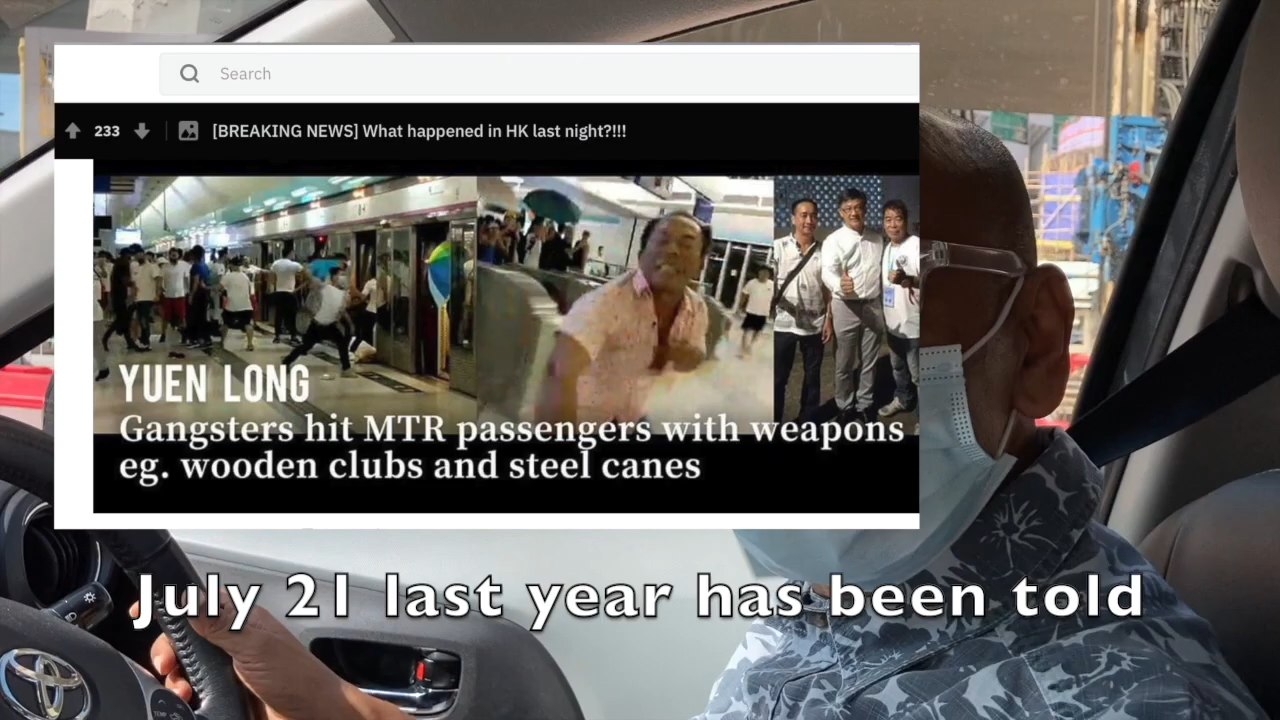 Search
233
[BREAKING NEWS] What happened in HK last night?!!!
YUEN LONG
Gangsters hit MTR passengers with weapons
eg. wooden clubs and steel canes
July 21 last year has been told